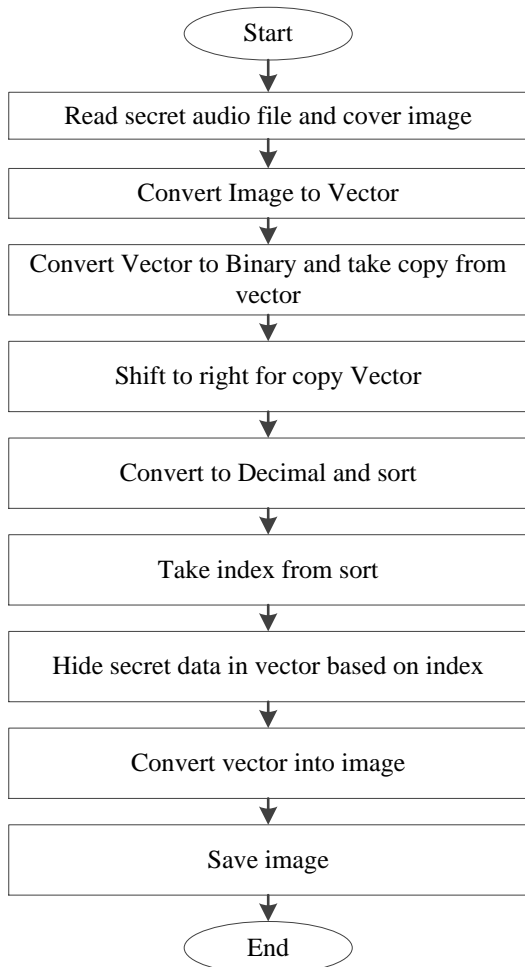 Start
Read secret audio file and cover image
Convert Image to Vector
Convert Vector to Binary and take copy from
vector
Shift to right for copy Vector
Convert to Decimal and sort
Take index from sort
Hide secret data in vector based on index
Convert vector into image
Save image
End